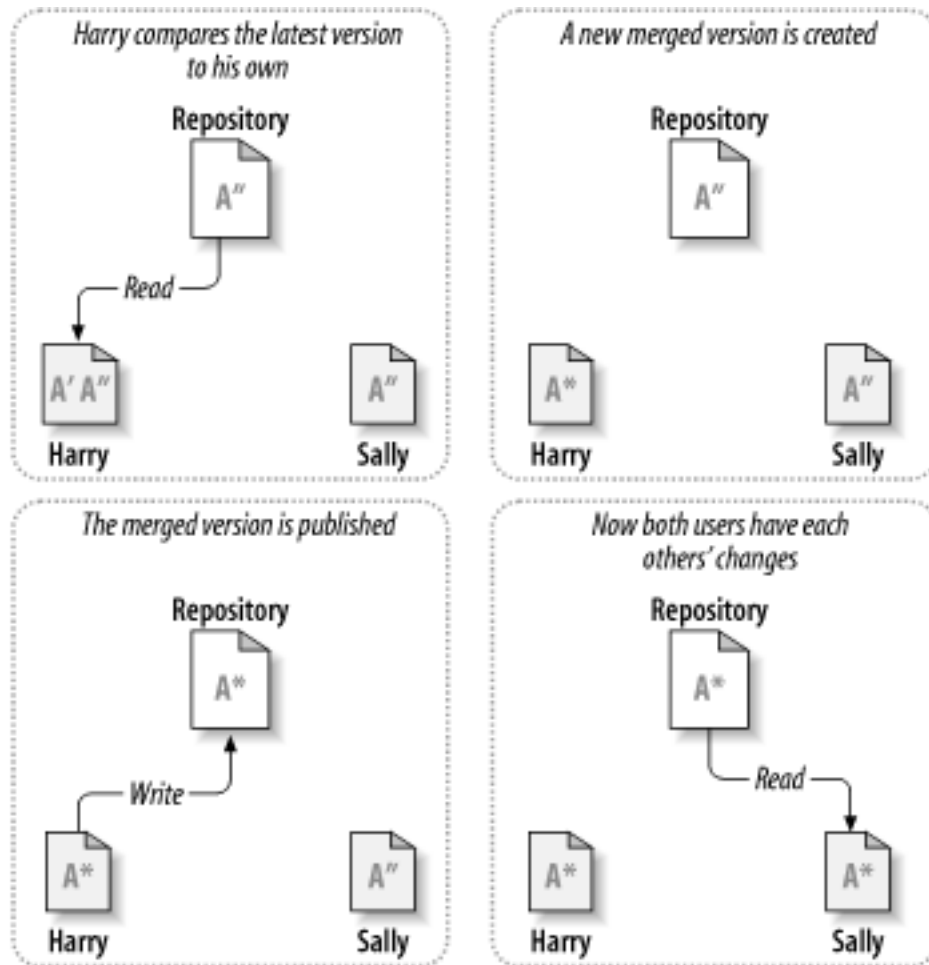 Harry compares the latest version
to his own
Repository
A″
Read
A′ A″
A″
Harry
Sally
A new merged version is created
Repository
A″
A*
A″
Harry
Sally
The merged version is published
Repository
A*
Write
A*
A″
Harry
Sally
Now both users have each
others’ changes
Repository
A*
Read
A*
A*
Harry
Sally